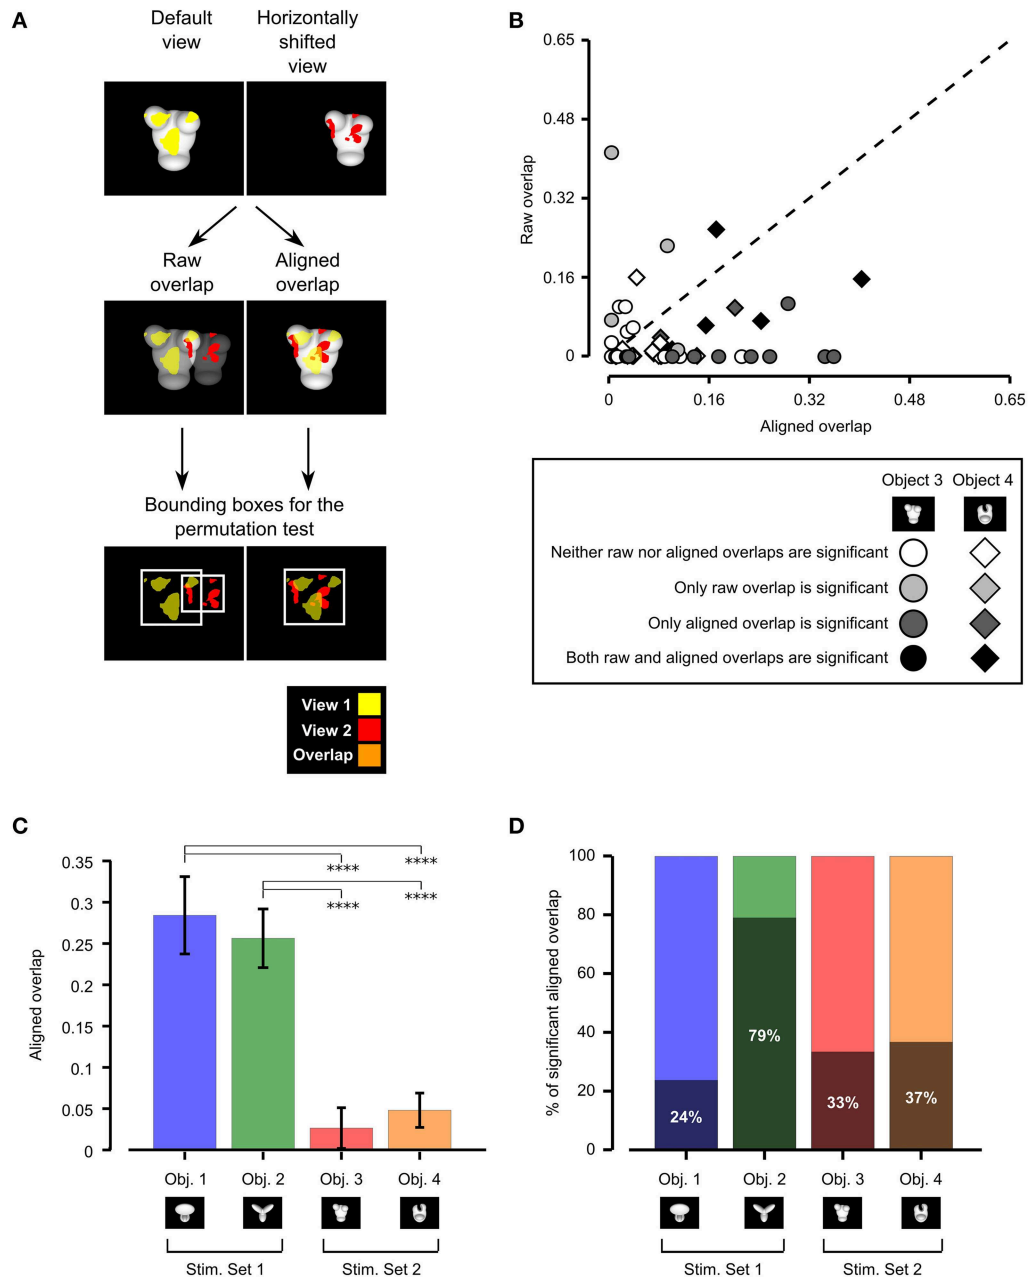 A
Default
view
Horizontally
shifted
view
Raw
overlap
Aligned
overlap
Bounding boxes for the
permutation test
View 1
View 2
Overlap
B
0.65
0.48
0.32
0.16
0
Raw overlap
0
0.16
0.32
0.48
0.65
Aligned overlap
Object 3
Object 4
Neither raw nor aligned overlaps are significant
Only raw overlap is significant
Only aligned overlap is significant
Both raw and aligned overlaps are significant
C
0.35
0.3
0.25
0.2
0.15
0.1
0.05
0
Aligned overlap
****
****
****
****
Obj. 1
Obj. 2
Obj. 3
Obj. 4
Stim. Set 1
Stim. Set 2
D
100
80
60
40
20
0
% of significant aligned overlap
24%
79%
33%
37%
Obj. 1
Obj. 2
Obj. 3
Obj. 4
Stim. Set 1
Stim. Set 2